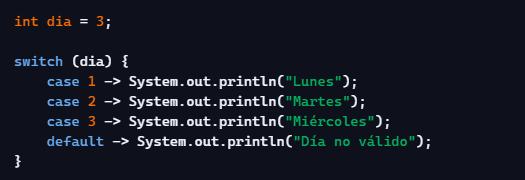 int dia = 3;
switch (dia) {
    case 1 -> System.out.println("Lunes");
    case 2 -> System.out.println("Martes");
    case 3 -> System.out.println("Miércoles");
    default -> System.out.println("Día no válido");
}